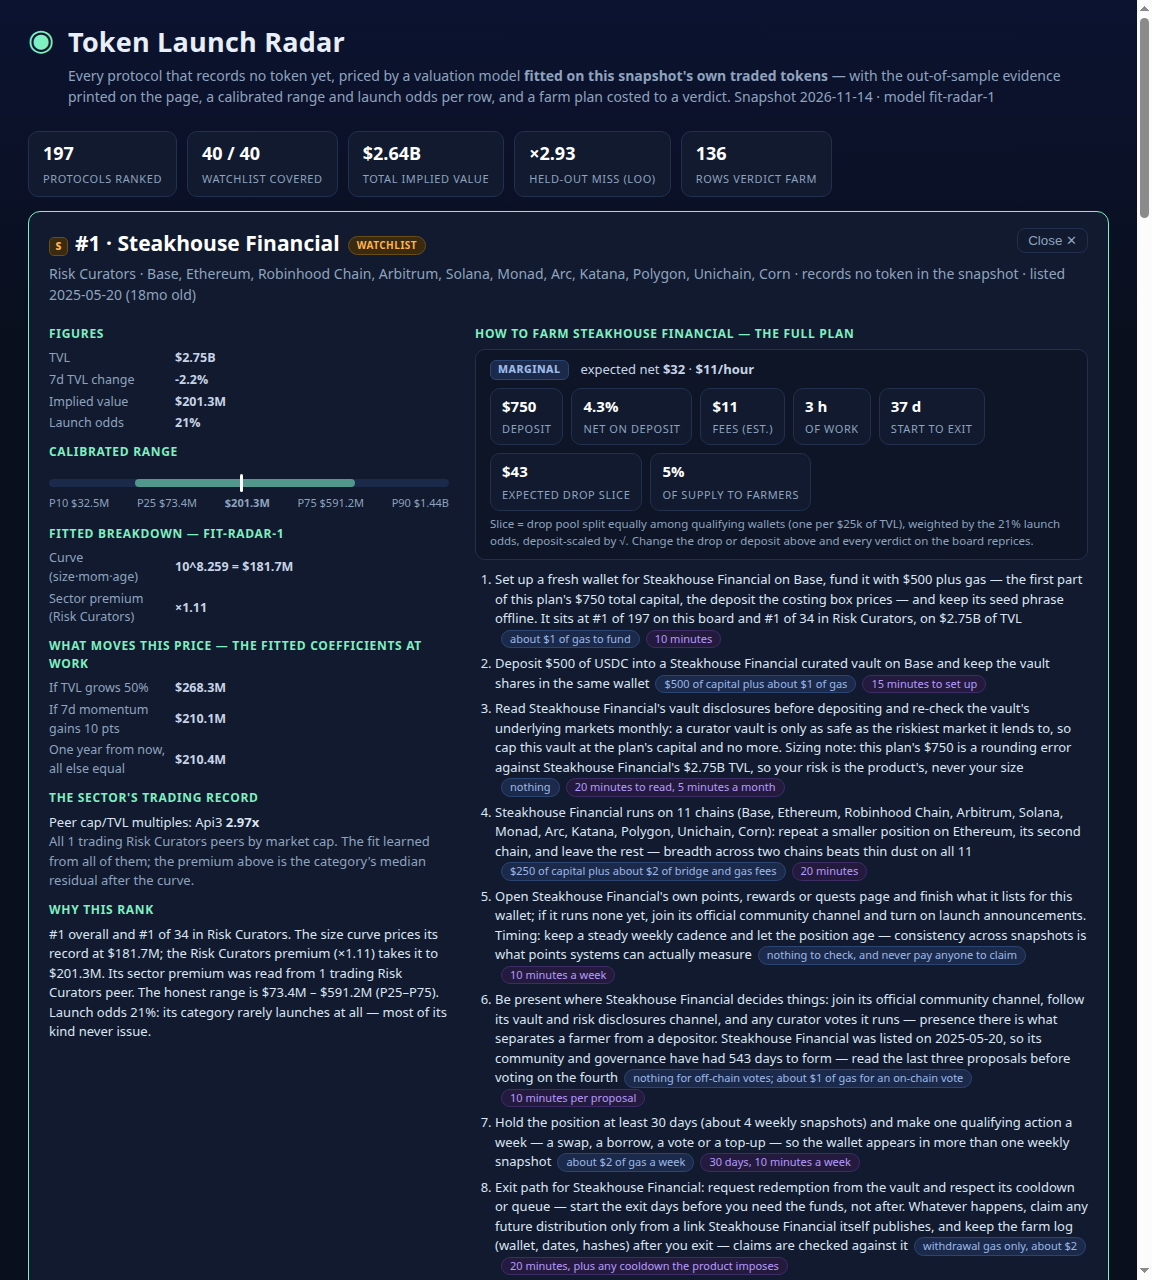 Token Launch Radar
Every protocol that records no token yet, priced by a valuation model fitted on this snapshot's own traded tokens — with the out-of-sample evidence
printed on the page, a calibrated range and launch odds per row, and a farm plan costed to a verdict. Snapshot 2026-11-14 · model fit-radar-1
197
PROTOCOLS RANKED
40 / 40
WATCHLIST COVERED
$2.64B
TOTAL IMPLIED VALUE
×2.93
HELD-OUT MISS (LOO)
136
ROWS VERDICT FARM
S #1 · Steakhouse Financial WATCHLIST
Close ✕
Risk Curators · Base, Ethereum, Robinhood Chain, Arbitrum, Solana, Monad, Arc, Katana, Polygon, Unichain, Corn · records no token in the snapshot · listed
2025-05-20 (18mo old)
FIGURES
TVL $2.75B
7d TVL change -2.2%
Implied value $201.3M
Launch odds 21%
CALIBRATED RANGE
P10 $32.5M P25 $73.4M $201.3M P75 $591.2M P90 $1.44B
FITTED BREAKDOWN — FIT-RADAR-1
Curve
(size·mom·age) 10^8.259 = $181.7M
Sector premium
(Risk Curators) ×1.11
WHAT MOVES THIS PRICE — THE FITTED COEFFICIENTS AT
WORK
If TVL grows 50% $268.3M
If 7d momentum
gains 10 pts $210.1M
One year from now,
all else equal $210.4M
THE SECTOR'S TRADING RECORD
Peer cap/TVL multiples: Api3 2.97x
All 1 trading Risk Curators peers by market cap. The fit learned
from all of them; the premium above is the category's median
residual after the curve.
WHY THIS RANK
#1 overall and #1 of 34 in Risk Curators. The size curve prices its
record at $181.7M; the Risk Curators premium (×1.11) takes it to
$201.3M. Its sector premium was read from 1 trading Risk
Curators peer. The honest range is $73.4M – $591.2M (P25–P75).
Launch odds 21%: its category rarely launches at all — most of its
kind never issue.
HOW TO FARM STEAKHOUSE FINANCIAL — THE FULL PLAN
MARGINAL expected net $32 · $11/hour
$750
DEPOSIT
4.3%
NET ON DEPOSIT
$11
FEES (EST.)
3 h
OF WORK
37 d
START TO EXIT
$43
EXPECTED DROP SLICE
5%
OF SUPPLY TO FARMERS
Slice = drop pool split equally among qualifying wallets (one per $25k of TVL), weighted by the 21% launch
odds, deposit-scaled by √. Change the drop or deposit above and every verdict on the board reprices.
1. Set up a fresh wallet for Steakhouse Financial on Base, fund it with $500 plus gas — the first part
of this plan's $750 total capital, the deposit the costing box prices — and keep its seed phrase
offline. It sits at #1 of 197 on this board and #1 of 34 in Risk Curators, on $2.75B of TVL
about $1 of gas to fund 10 minutes
2. Deposit $500 of USDC into a Steakhouse Financial curated vault on Base and keep the vault
shares in the same wallet $500 of capital plus about $1 of gas 15 minutes to set up
3. Read Steakhouse Financial's vault disclosures before depositing and re-check the vault's
underlying markets monthly: a curator vault is only as safe as the riskiest market it lends to, so
cap this vault at the plan's capital and no more. Sizing note: this plan's $750 is a rounding error
against Steakhouse Financial's $2.75B TVL, so your risk is the product's, never your size
nothing 20 minutes to read, 5 minutes a month
4. Steakhouse Financial runs on 11 chains (Base, Ethereum, Robinhood Chain, Arbitrum, Solana,
Monad, Arc, Katana, Polygon, Unichain, Corn): repeat a smaller position on Ethereum, its second
chain, and leave the rest — breadth across two chains beats thin dust on all 11
$250 of capital plus about $2 of bridge and gas fees 20 minutes
5. Open Steakhouse Financial's own points, rewards or quests page and finish what it lists for this
wallet; if it runs none yet, join its official community channel and turn on launch announcements.
Timing: keep a steady weekly cadence and let the position age — consistency across snapshots is
what points systems can actually measure nothing to check, and never pay anyone to claim
10 minutes a week
6. Be present where Steakhouse Financial decides things: join its official community channel, follow
its vault and risk disclosures channel, and any curator votes it runs — presence there is what
separates a farmer from a depositor. Steakhouse Financial was listed on 2025-05-20, so its
community and governance have had 543 days to form — read the last three proposals before
voting on the fourth nothing for off-chain votes; about $1 of gas for an on-chain vote
10 minutes per proposal
7. Hold the position at least 30 days (about 4 weekly snapshots) and make one qualifying action a
week — a swap, a borrow, a vote or a top-up — so the wallet appears in more than one weekly
snapshot about $2 of gas a week 30 days, 10 minutes a week
8. Exit path for Steakhouse Financial: request redemption from the vault and respect its cooldown
or queue — start the exit days before you need the funds, not after. Whatever happens, claim any
future distribution only from a link Steakhouse Financial itself publishes, and keep the farm log
(wallet, dates, hashes) after you exit — claims are checked against it withdrawal gas only, about $2
20 minutes, plus any cooldown the product imposes